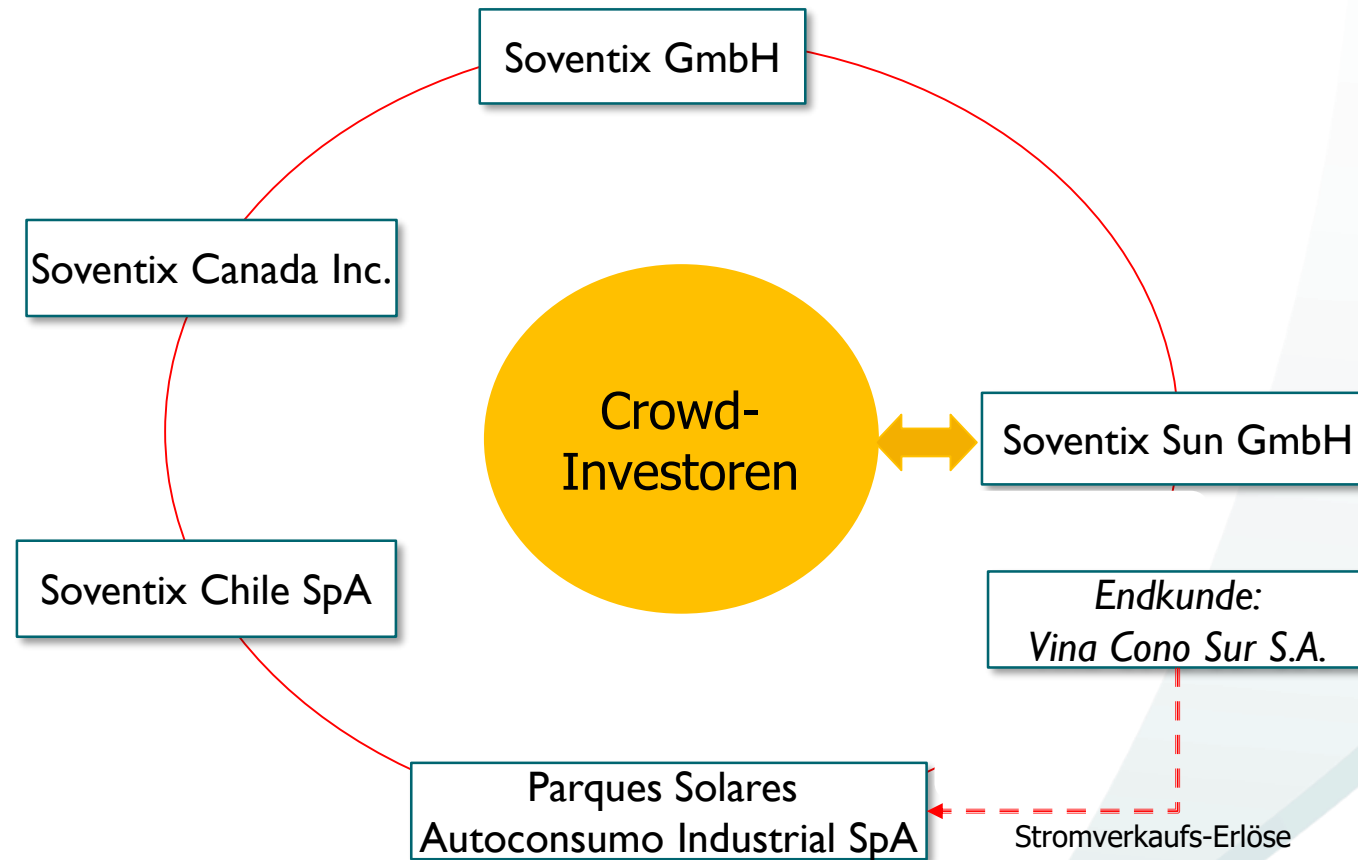 Soventix GmbH
Soventix Canada Inc.
Crowd-
Investoren
Soventix Sun GmbH
Soventix Chile SpA
Endkunde:
Vina Cono Sur S.A.
Parques Solares
Autoconsumo Industrial SpA
Stromverkaufs-Erlöse